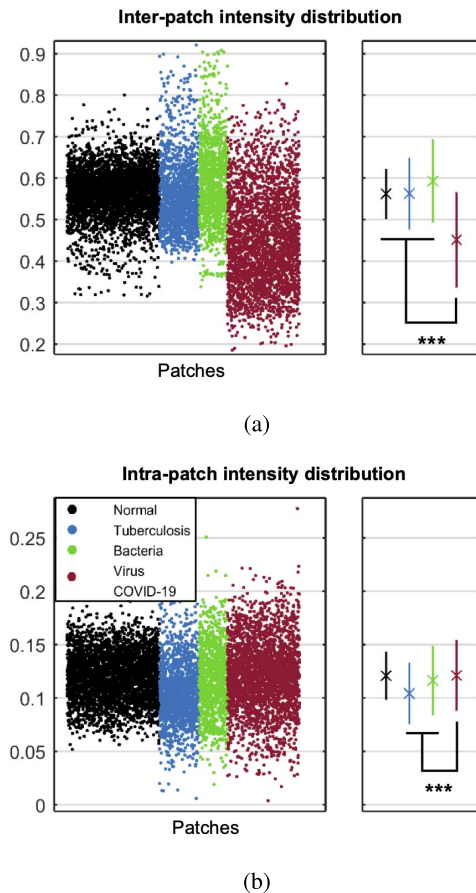 Inter-patch intensity distribution
0.9
0.8
0.7
0.6
0.5
0.4
0.3
0.2
***
Patches
(a)
Intra-patch intensity distribution
Normal
Tuberculosis
Bacteria
Virus
COVID-19
0.25
0.2
0.15
0.1
0.05
0
***
Patches
(b)